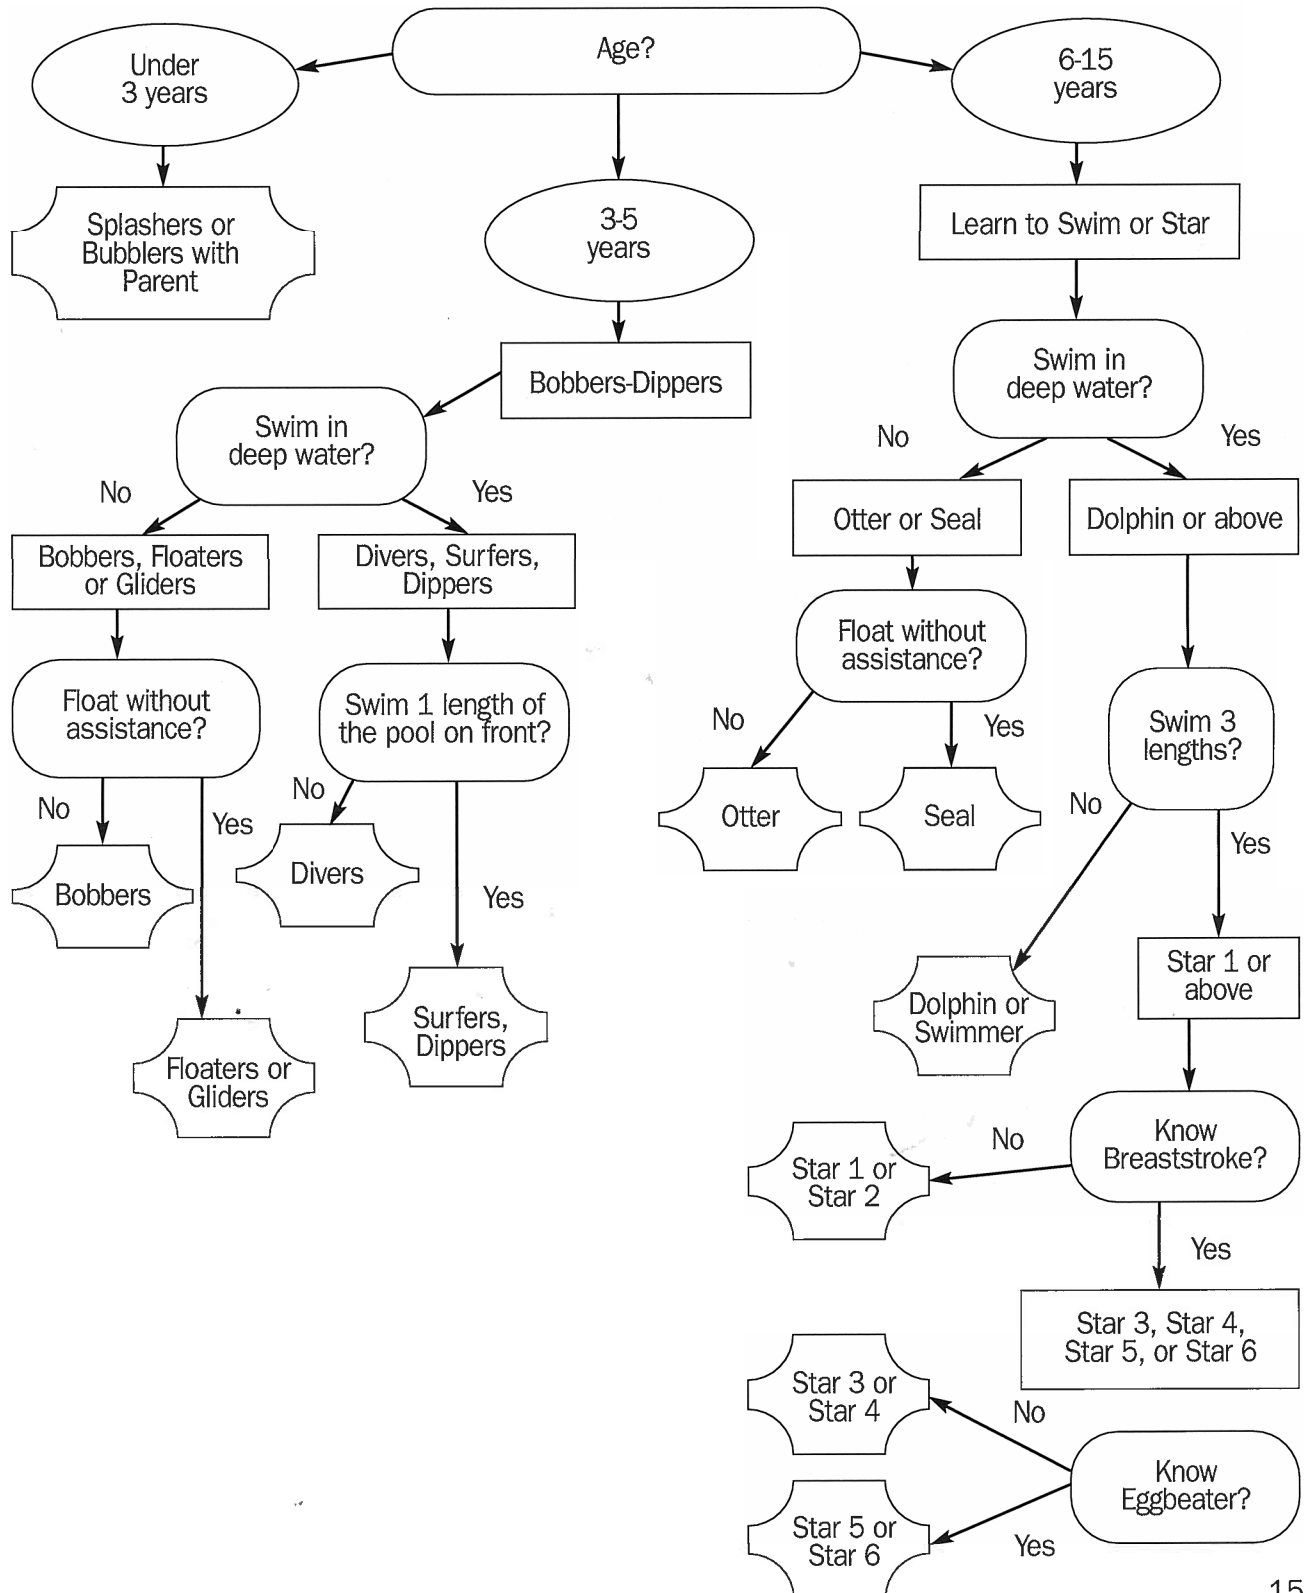 Age?
Under
3 years
6-15
years
Splashers or
Bubblers with
Parent
3-5
years
Learn to Swim or Star
Bobbers-Dippers
Swim in
deep water?
Swim in
deep water?
No
Yes
No
Yes
Bobbers, Floaters
or Gliders
Divers, Surfers,
Dippers
Otter or Seal
Dolphin or above
Float without
assistance?
Swim 1 length of
the pool on front?
Float without
assistance?
Swim 3
lengths?
No
Yes
No
Yes
No
Yes
No
Yes
Bobbers
Divers
Otter
Seal
Floaters or
Gliders
Surfers,
Dippers
Dolphin or
Swimmer
Star 1 or
above
Know
Breaststroke?
No
Star 1 or
Star 2
Yes
Star 3, Star 4,
Star 5, or Star 6
Star 3 or
Star 4
No
Know
Eggbeater?
Star 5 or
Star 6
Yes
15